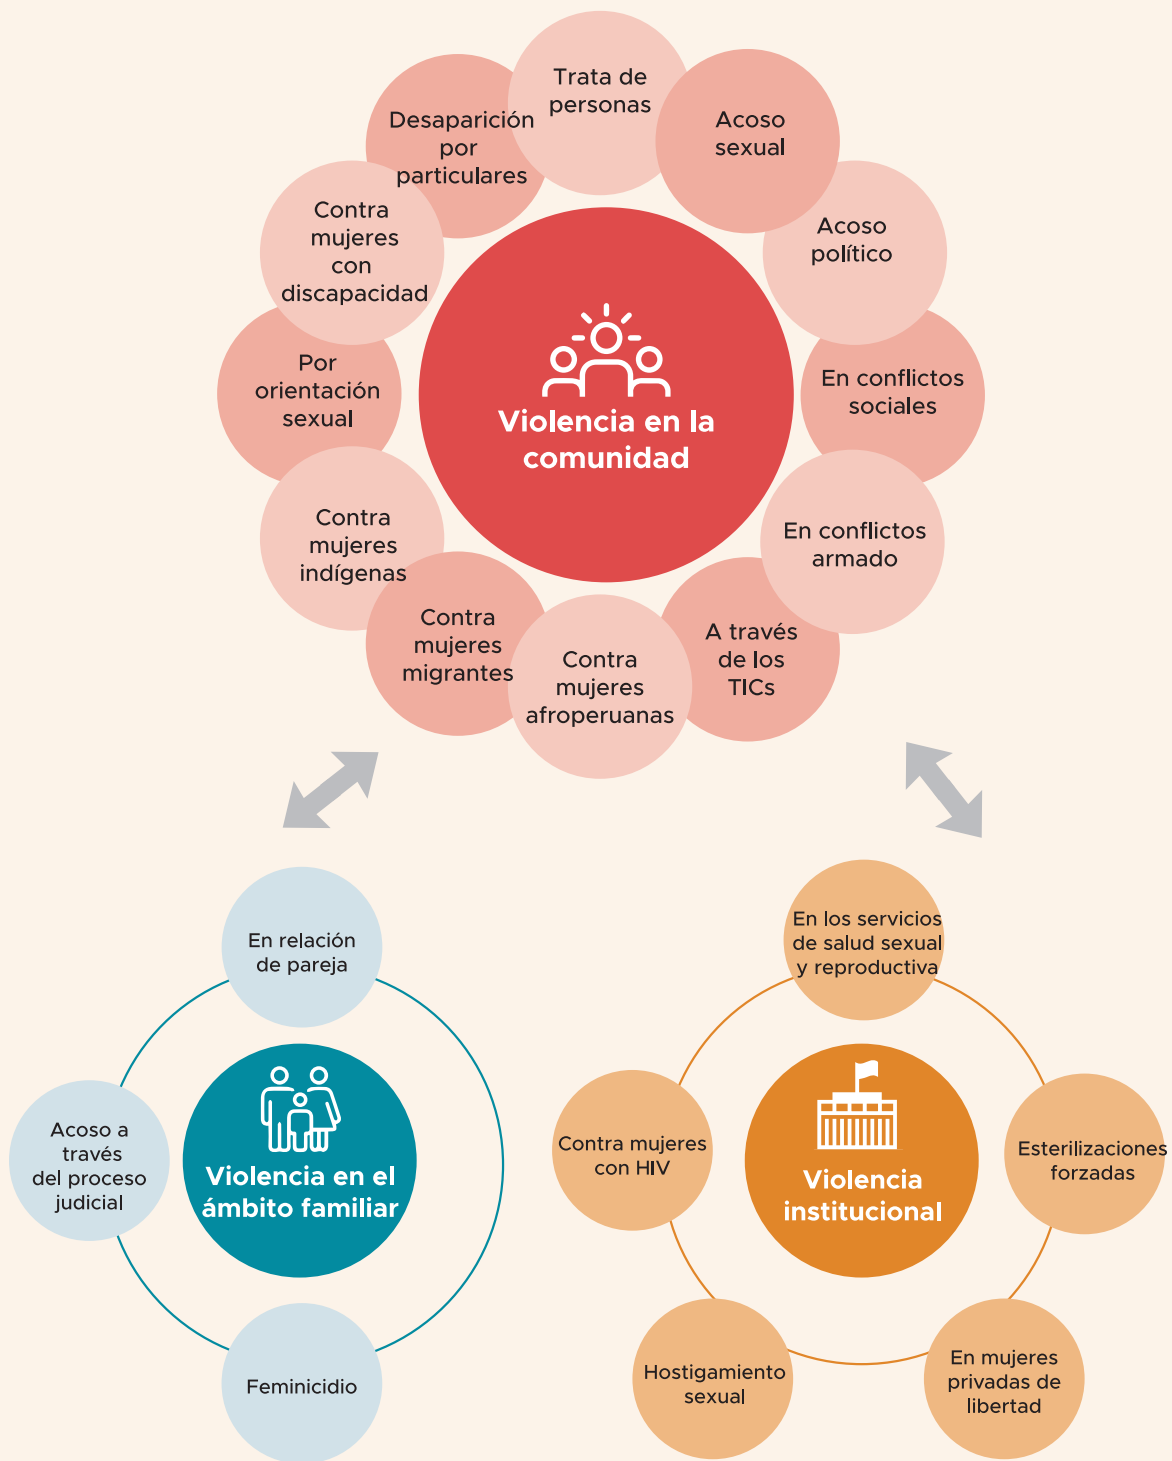 Trata de
personas
Acoso
sexual
Acoso
político
En conflictos
sociales
En conflictos
armado
A través
de los
TICs
Contra
mujeres
afroperuanas
Contra
mujeres
migrantes
Contra
mujeres
indígenas
Por
orientación
sexual
Contra
mujeres
con
discapacidad
Desaparición
por
particulares
Violencia en la
comunidad
En relación
de pareja
Acoso a
través
del proceso
judicial
Violencia en el
ámbito familiar
Feminicidio
En los servicios
de salud sexual
y reproductiva
Contra mujeres
con HIV
Violencia
institucional
Esterilizaciones
forzadas
Hostigamiento
sexual
En mujeres
privadas de
libertad